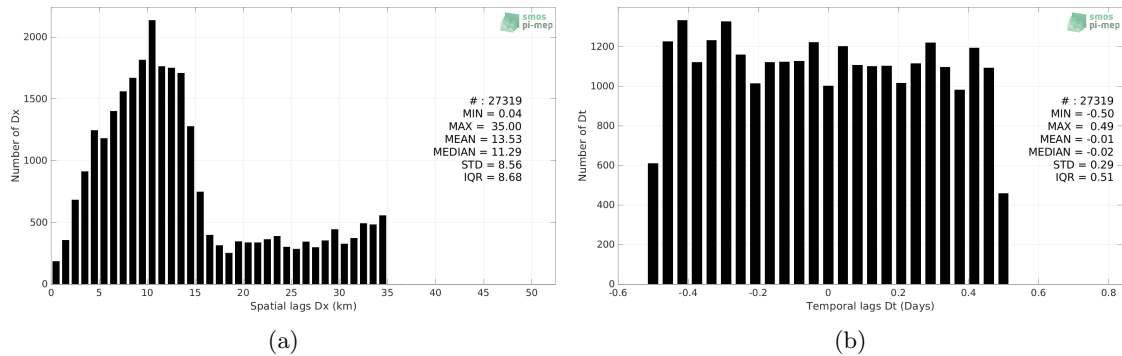 smos
pi-mep
2000
1500
1000
500
0
Number of Dx
# : 27319
MIN = 0.04
MAX = 35.00
MEAN = 13.53
MEDIAN = 11.29
STD = 8.56
IQR = 8.68
0 5 10 15 20 25 30 35 40 45 50
Spatial lags Dx (km)
(a)
smos
pi-mep
1200
1000
800
600
400
200
0
Number of Dt
# : 27319
MIN = -0.50
MAX = 0.49
MEAN = -0.01
MEDIAN = -0.02
STD = 0.29
IQR = 0.51
-0.6 -0.4 -0.2 0 0.2 0.4 0.6 0.8
Temporal lags Dt (Days)
(b)